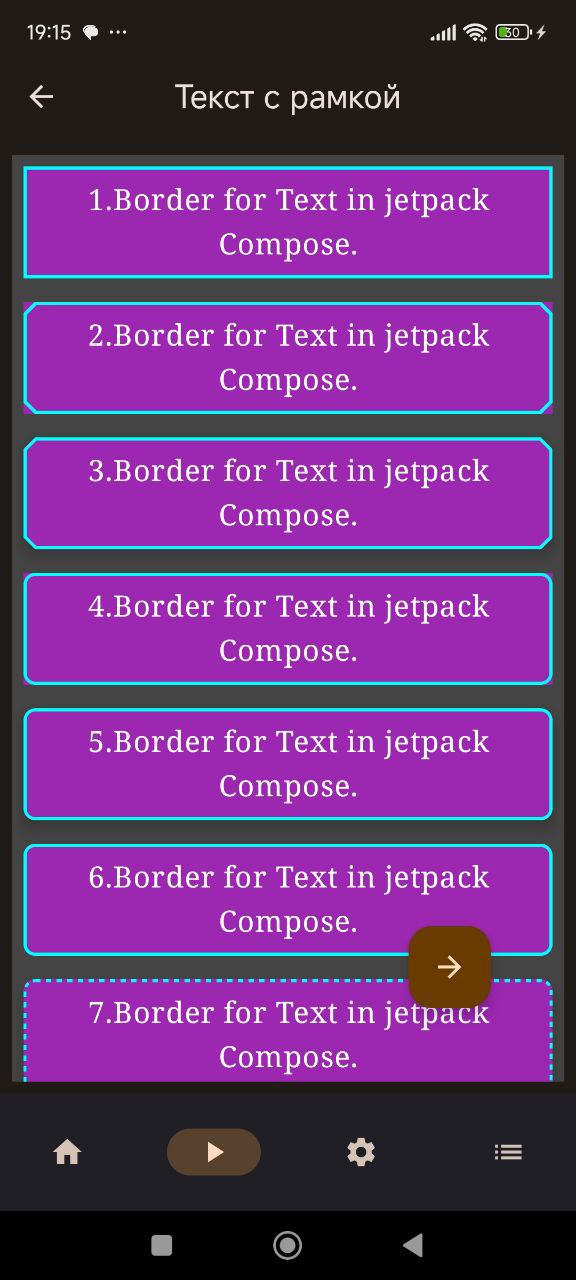 19:15
30
Текст с рамкой
1.Border for Text in jetpack
Compose.
2.Border for Text in jetpack
Compose.
3.Border for Text in jetpack
Compose.
4.Border for Text in jetpack
Compose.
5.Border for Text in jetpack
Compose.
6.Border for Text in jetpack
Compose.
7.Border for Text in jetpack
Compose.